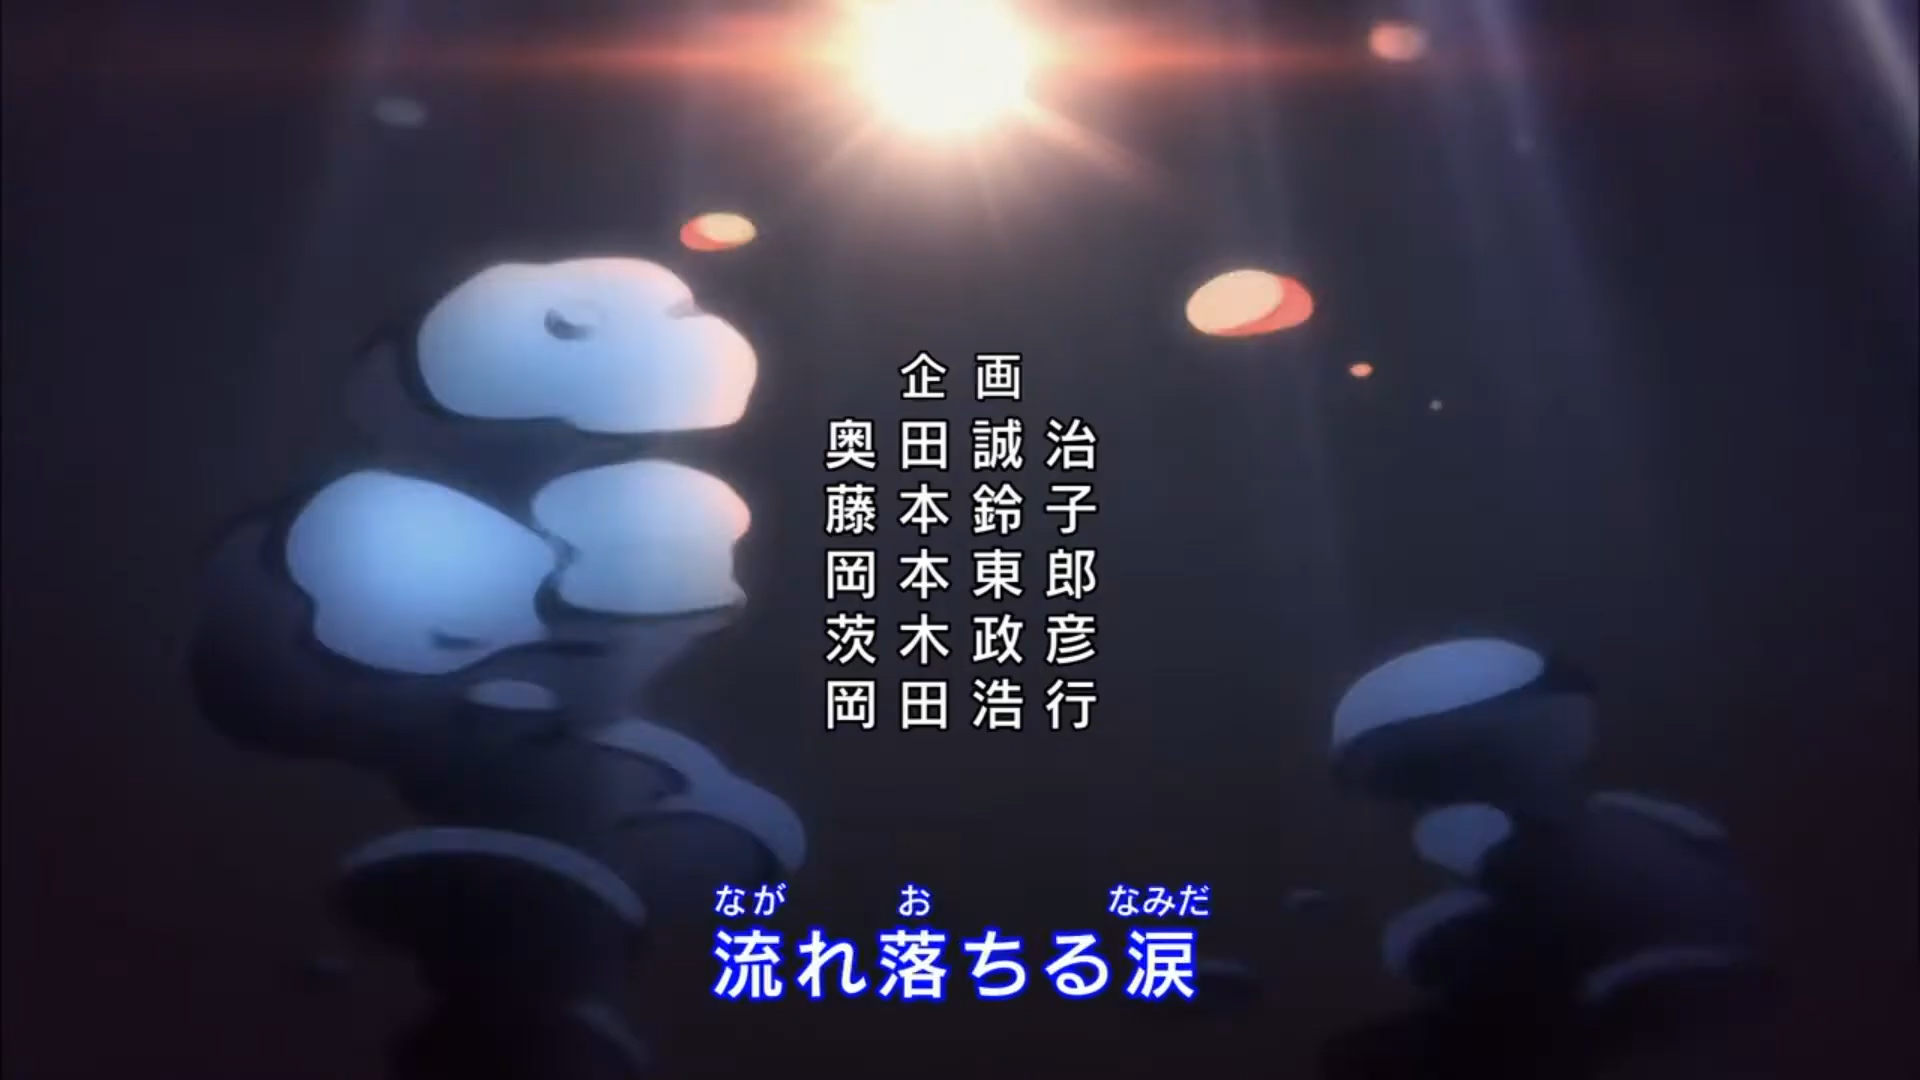 企画
奥田誠治
藤本鈴子
岡本東郎
茨木政彦
岡田浩行
なが お なみだ
流れ落ちる涙